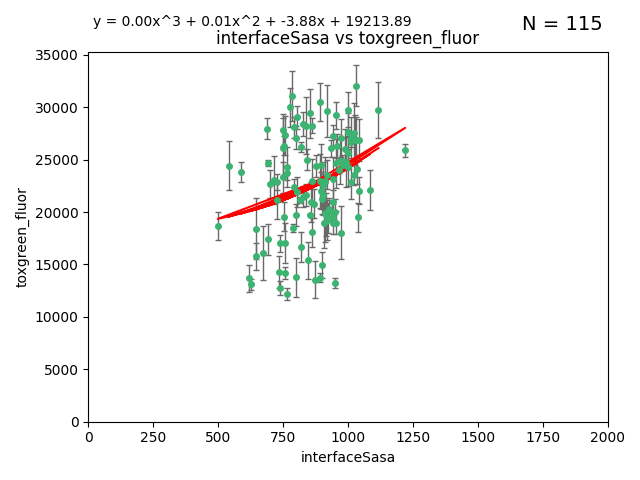 y = 0.00x^3 + 0.01x^2 + -3.88x + 19213.89
N = 115
interfaceSasa vs toxgreen_fluor
35000
30000
25000
20000
15000
10000
5000
0
toxgreen_fluor
0 250 500 750 1000 1250 1500 1750 2000
interfaceSasa